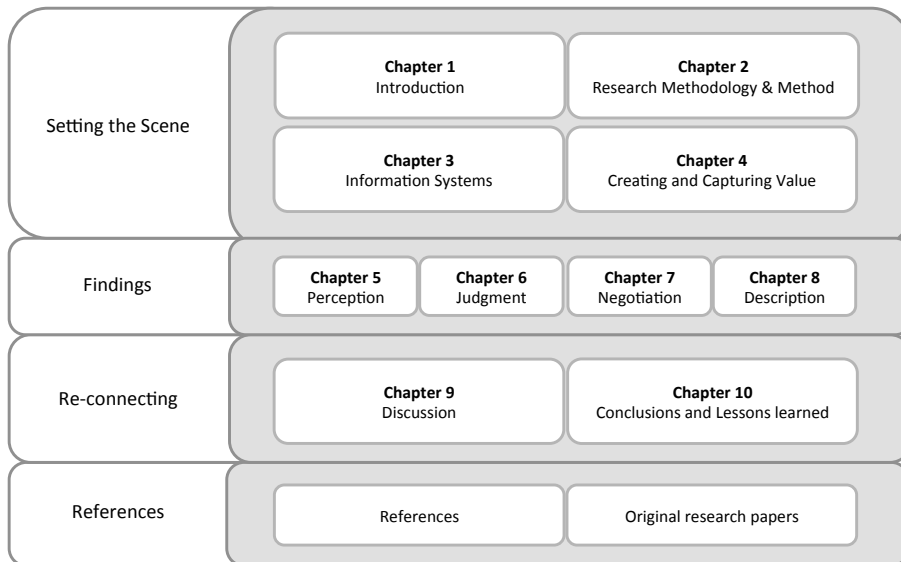 Setting the Scene
Chapter 1
Introduction
Chapter 2
Research Methodology & Method
Chapter 3
Information Systems
Chapter 4
Creating and Capturing Value
Findings
Chapter 5
Perception
Chapter 6
Judgment
Chapter 7
Negotiation
Chapter 8
Description
Re-connecting
Chapter 9
Discussion
Chapter 10
Conclusions and Lessons learned
References
References
Original research papers